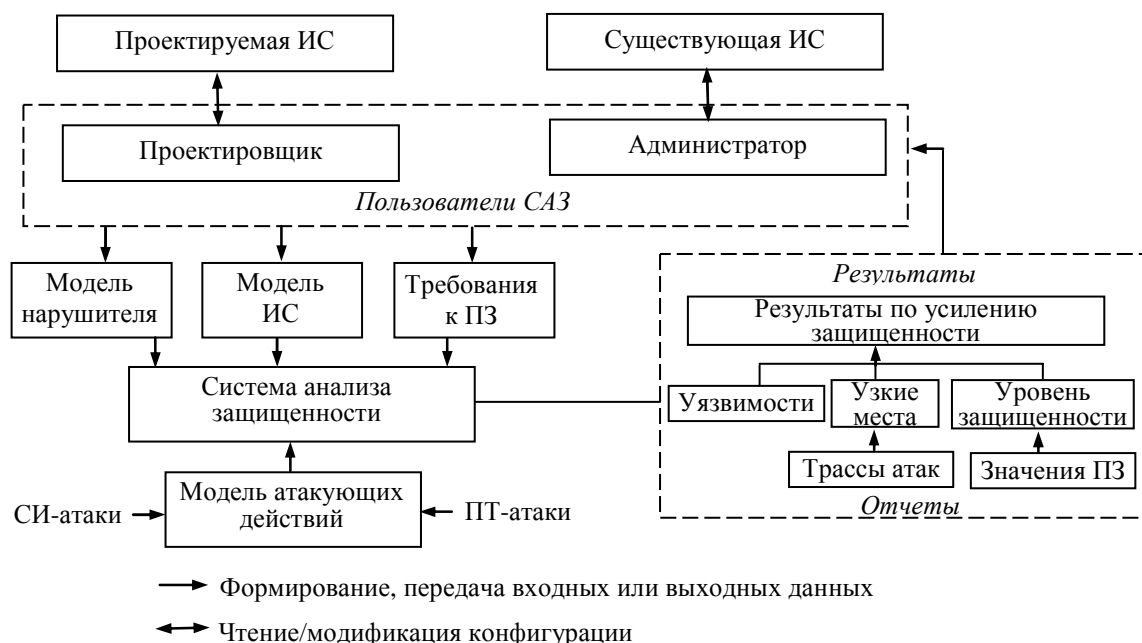 Проектируемая ИС
Существующая ИС
Проектировщик
Администратор
Пользователи САЗ
Модель
нарушителя
Модель
ИС
Требования
к ПЗ
Система анализа
защищенности
Модель атакующих
действий
СИ-атаки
ПТ-атаки
Результаты
Результаты по усилению
защищенности
Уязвимости
Узкие
места
Уровень
защищенности
Трассы атак
Значения ПЗ
Отчеты
Формирование, передача входных или выходных данных
Чтение/модификация конфигурации